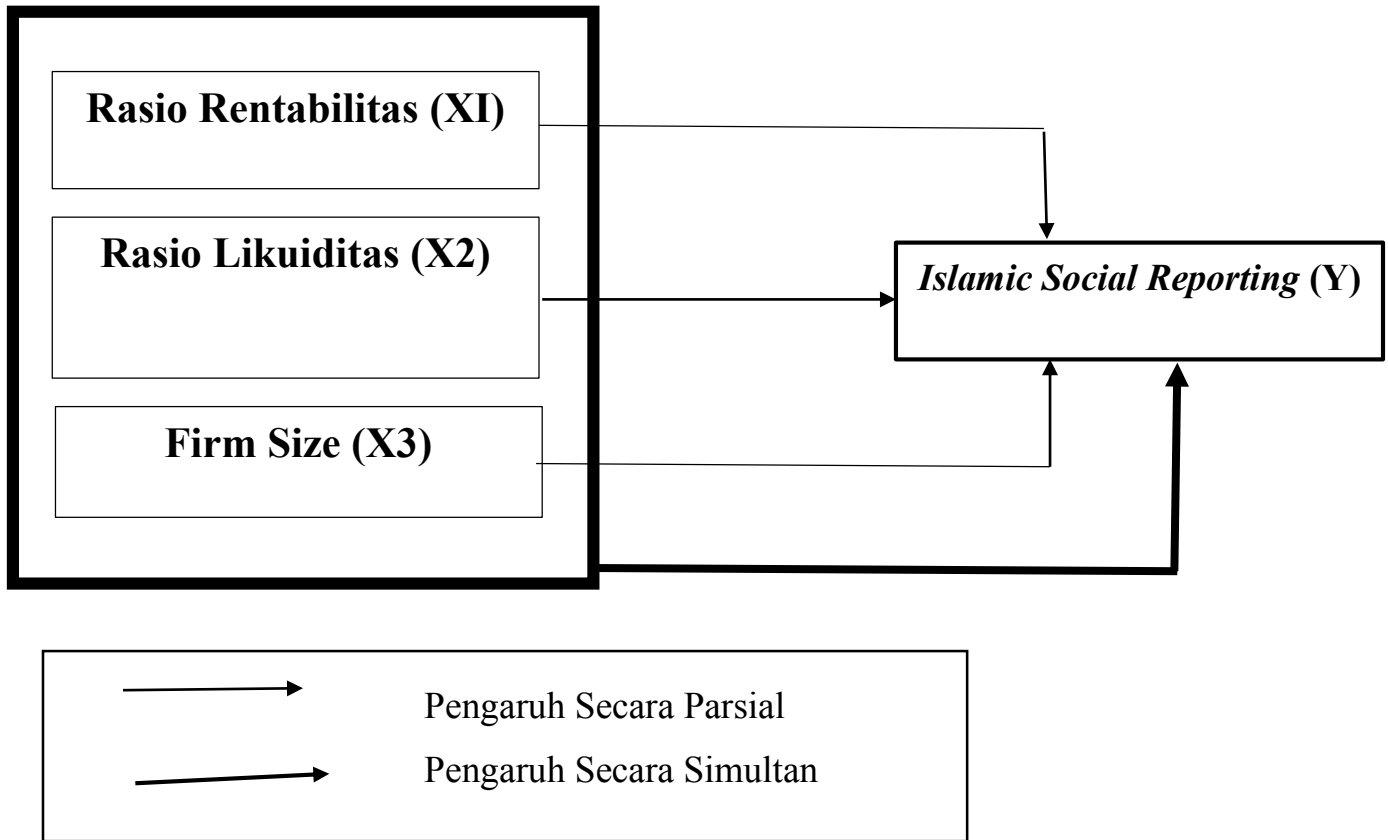 Rasio Rentabilitas (XI)
Rasio Likuiditas (X2)
Islamic Social Reporting (Y)
Firm Size (X3)
Pengaruh Secara Parsial
Pengaruh Secara Simultan